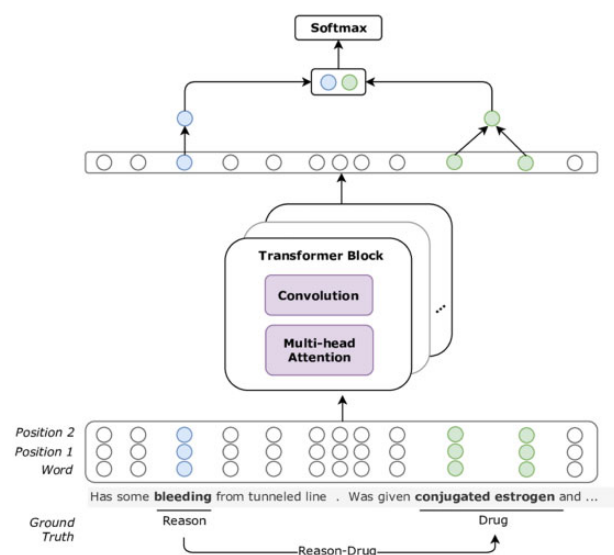 Softmax
Transformer Block
Convolution
Multi-head
Attention
...
Position 2
Position 1
Word
Has some bleeding from tunneled line . Was given conjugated estrogen and ...
Ground
Truth
Reason
Drug
Reason-Drug